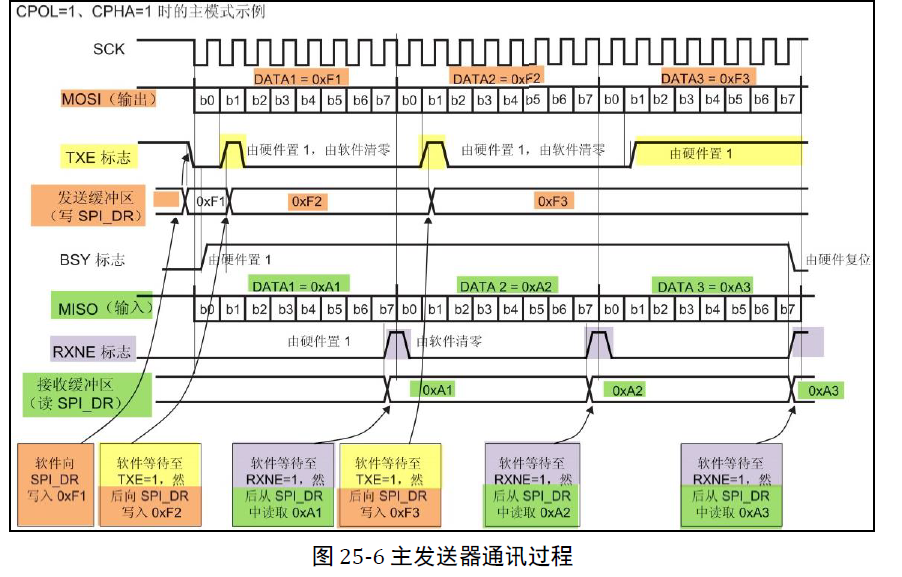 CPOL=1、CPHA=1 时的主模式示例
SCK
DATA1 = 0xF1 DATA2 = 0xF2 DATA3 = 0xF3
MOSI（输出） b0 b1 b2 b3 b4 b5 b6 b7 b0 b1 b2 b3 b4 b5 b6 b7 b0 b1 b2 b3 b4 b5 b6 b7
TXE 标志 由硬件置 1，由软件清零 由硬件置 1，由软件清零 由硬件置 1
发送缓冲区
（写 SPI_DR） 0xF1 0xF2 0xF3
BSY 标志 由硬件置 1 由硬件复位
DATA1 = 0xA1 DATA 2 = 0xA2 DATA 3 = 0xA3
MISO（输入） b0 b1 b2 b3 b4 b5 b6 b7 b0 b1 b2 b3 b4 b5 b6 b7 b0 b1 b2 b3 b4 b5 b6 b7
RXNE 标志 由硬件置 1 由软件清零
接收缓冲区
（读 SPI_DR） 0xA1 0xA2 0xA3
软件向
SPI_DR
写入 0xF1
软件等待至
TXE=1，然
后向 SPI_DR
写入 0xF2
软件等待至
RXNE=1，然
后从 SPI_DR
中读取 0xA1
软件等待至
TXE=1，然
后向 SPI_DR
写入 0xF3
软件等待至
RXNE=1，然
后从 SPI_DR
中读取 0xA2
软件等待至
RXNE=1，然
后从 SPI_DR
中读取 0xA3
图 25-6 主发送器通讯过程